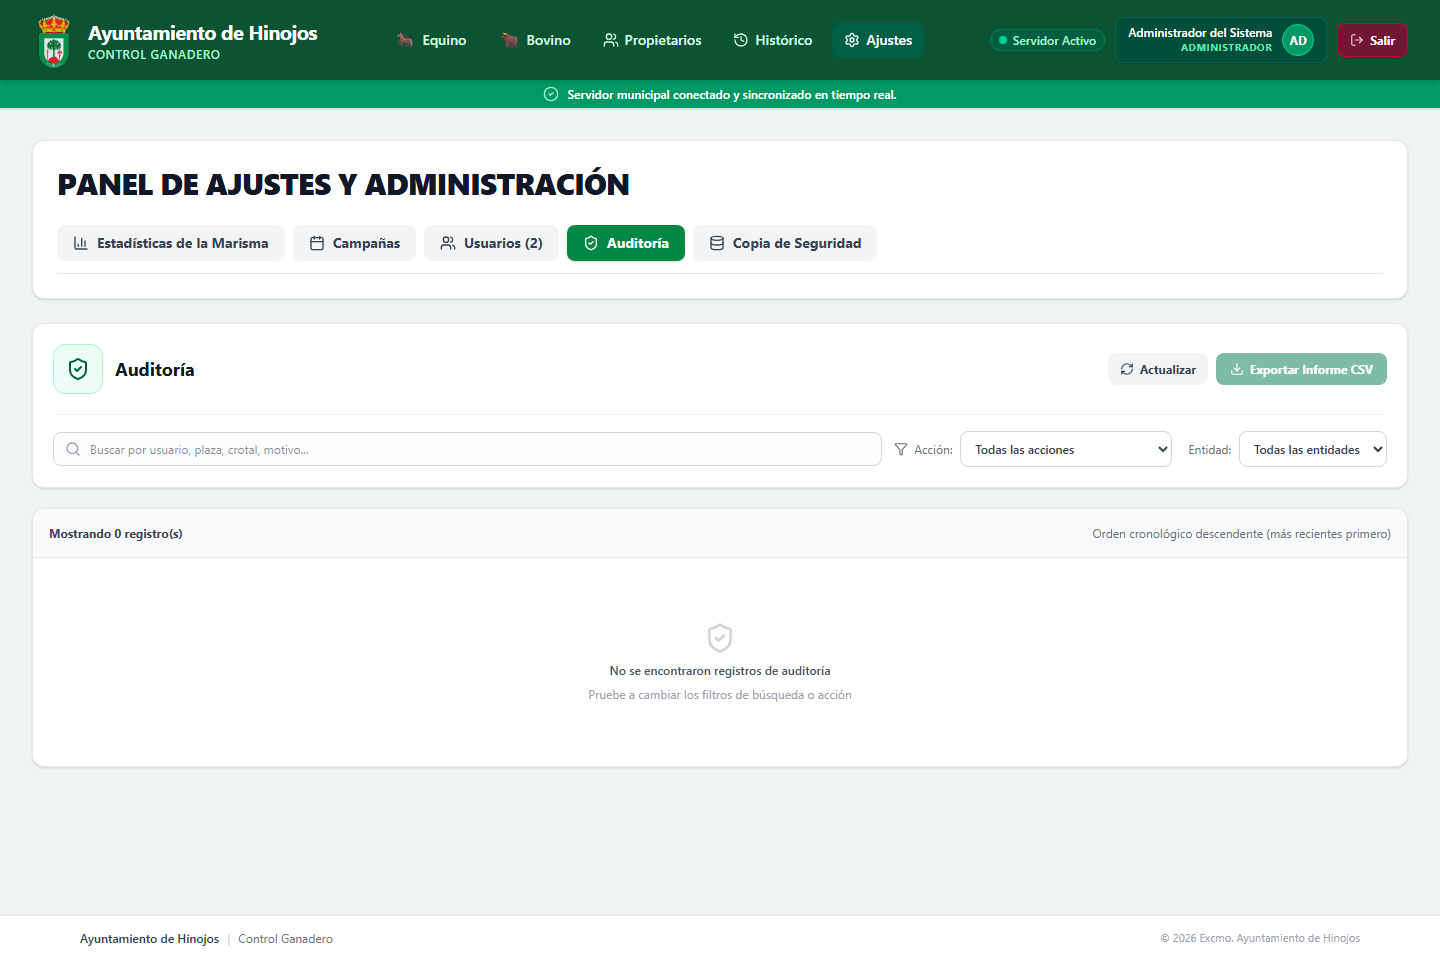 Ayuntamiento de Hinojos
CONTROL GANADERO
Equino
Bovino
Propietarios
Histórico
Ajustes
Servidor Activo
Administrador del Sistema
ADMINISTRADOR
AD
Salir
Servidor municipal conectado y sincronizado en tiempo real.
PANEL DE AJUSTES Y ADMINISTRACIÓN
Estadísticas de la Marisma
Campañas
Usuarios (2)
Auditoría
Copia de Seguridad
Auditoría
Actualizar
Exportar Informe CSV
Buscar por usuario, plaza, crotal, motivo...
Acción:
Todas las acciones
Entidad:
Todas las entidades
Mostrando 0 registro(s)
Orden cronológico descendente (más recientes primero)
No se encontraron registros de auditoría
Pruebe a cambiar los filtros de búsqueda o acción
Ayuntamiento de Hinojos | Control Ganadero
© 2026 Excmo. Ayuntamiento de Hinojos